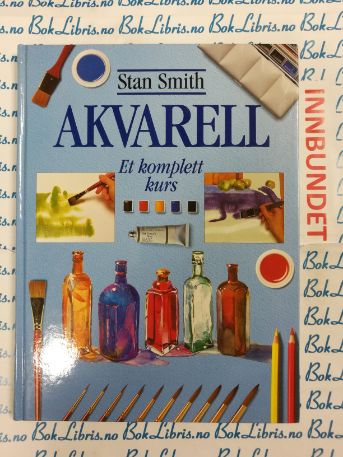 Stan Smith
AKVARELL
Et komplett
kurs
INNBUNDET
BokLibris.no